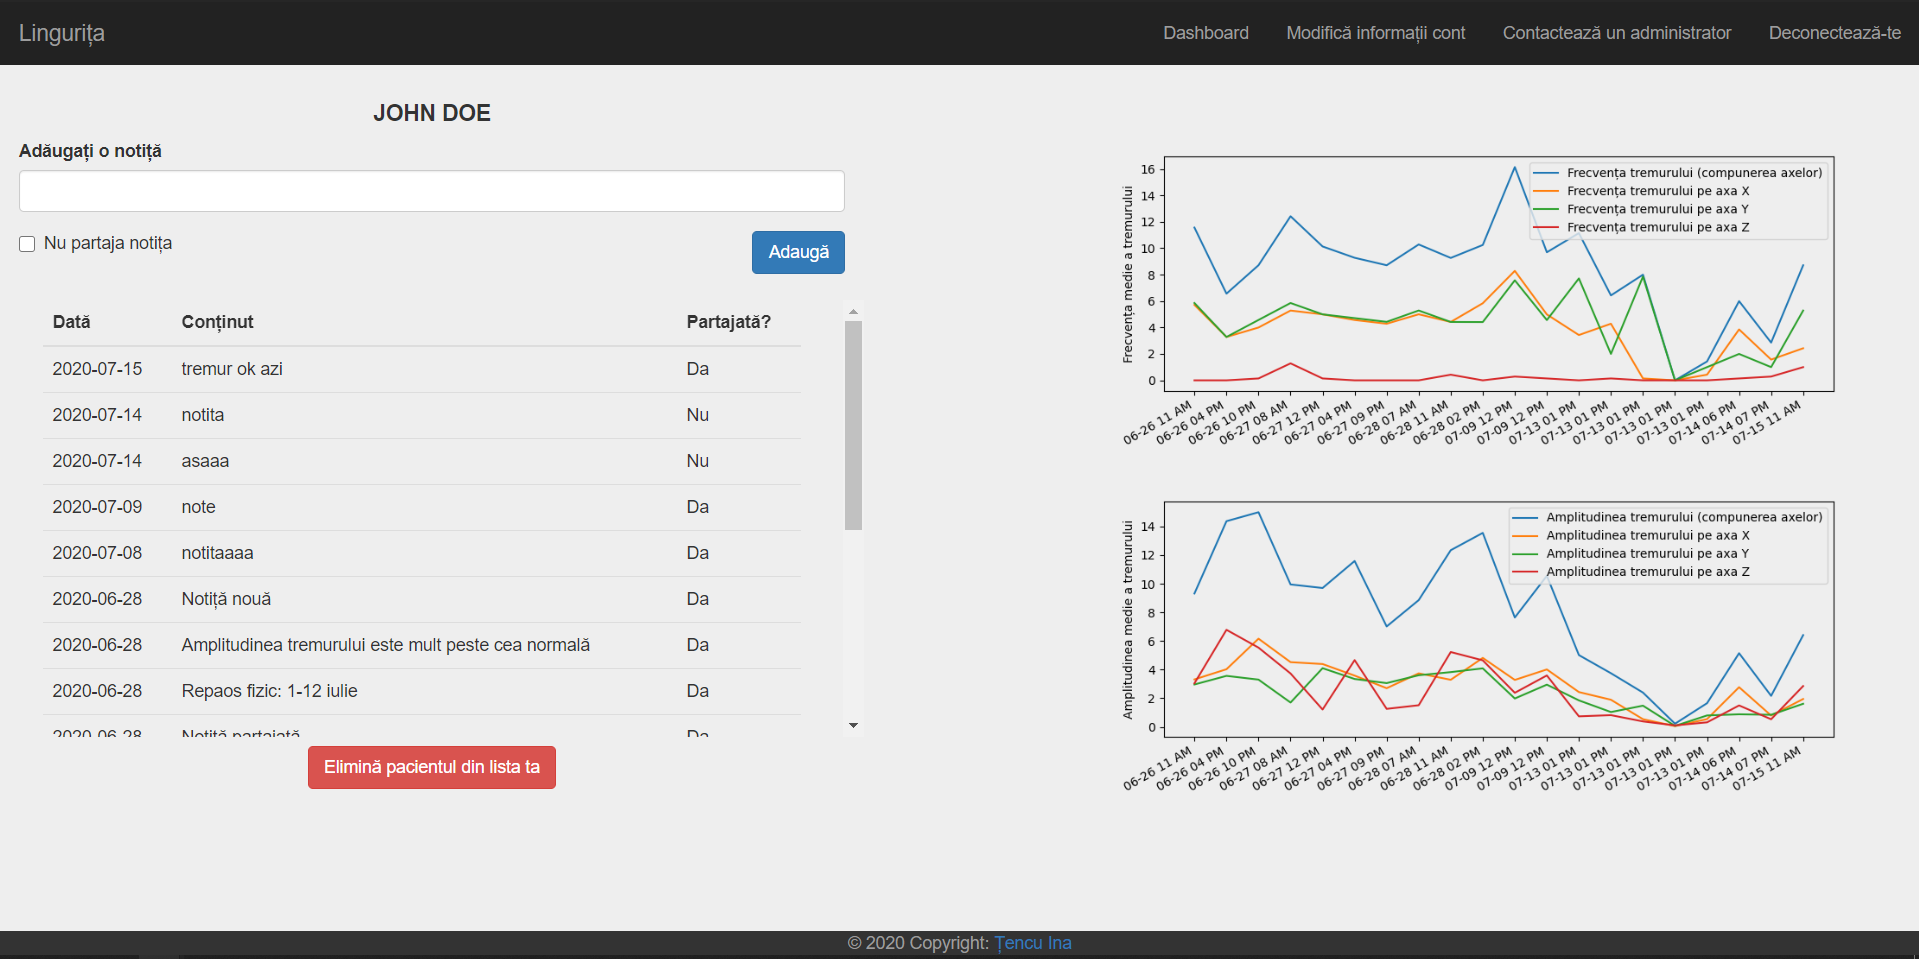 Lingurița
Dashboard Modifică informații cont Contactează un administrator Deconectează-te
JOHN DOE
Adăugați o notiță
Nu partaja notița
Adaugă
Dată Conținut Partajată?
2020-07-15 tremur ok azi Da
2020-07-14 notita Nu
2020-07-14 asaaa Nu
2020-07-09 note Da
2020-07-08 notitaaaa Da
2020-06-28 Notiță nouă Da
2020-06-28 Amplitudinea tremurului este mult peste cea normală Da
2020-06-28 Repaos fizic: 1-12 iulie Da
2020-06-28 Notiță partajată Da
Elimină pacientul din lista ta
Frecvența medie a tremurului
16
14
12
10
8
6
4
2
0
Frecvența tremurului (compunerea axelor)
Frecvența tremurului pe axa X
Frecvența tremurului pe axa Y
Frecvența tremurului pe axa Z
06-26 11 AM
06-26 04 PM
06-26 10 PM
06-27 08 AM
06-27 12 PM
06-27 04 PM
06-27 09 PM
06-28 07 AM
06-28 11 AM
06-28 02 PM
07-09 12 PM
07-09 12 PM
07-13 01 PM
07-13 01 PM
07-13 01 PM
07-13 01 PM
07-13 01 PM
07-14 06 PM
07-14 07 PM
07-15 11 AM
Amplitudinea medie a tremurului
14
12
10
8
6
4
2
0
Amplitudinea tremurului (compunerea axelor)
Amplitudinea tremurului pe axa X
Amplitudinea tremurului pe axa Y
Amplitudinea tremurului pe axa Z
06-26 11 AM
06-26 04 PM
06-26 10 PM
06-27 08 AM
06-27 12 PM
06-27 04 PM
06-27 09 PM
06-28 07 AM
06-28 11 AM
06-28 02 PM
07-09 12 PM
07-09 12 PM
07-13 01 PM
07-13 01 PM
07-13 01 PM
07-13 01 PM
07-13 01 PM
07-14 06 PM
07-14 07 PM
07-15 11 AM
© 2020 Copyright: Țencu Ina